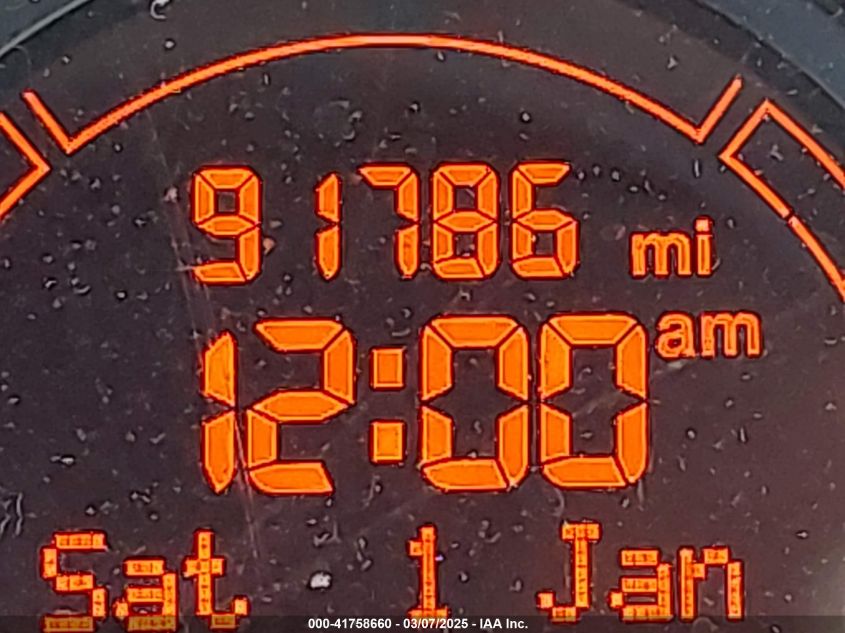 91786 mi
12:00 am
Sat 1 Jan
000-41758660 - 03/07/2025 - IAA Inc.